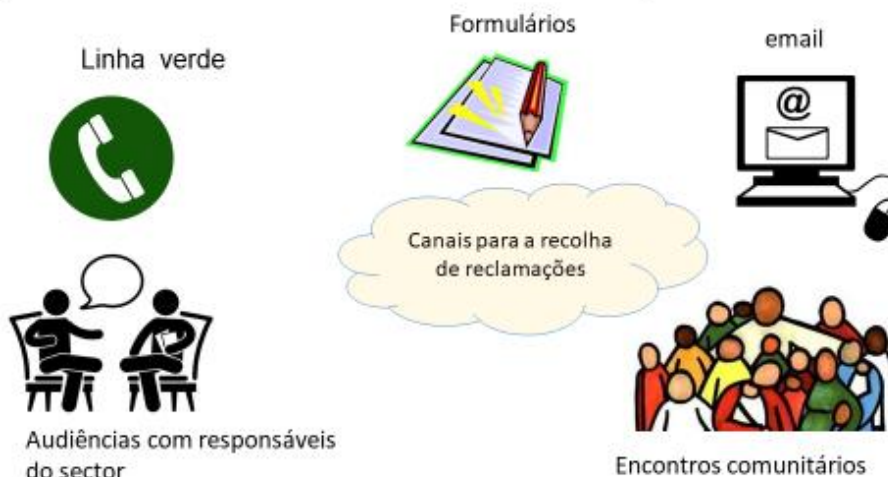 Formulários
email
Linha verde
@
Canais para a recolha
de reclamações
Audiências com responsáveis
do sector
Encontros comunitários